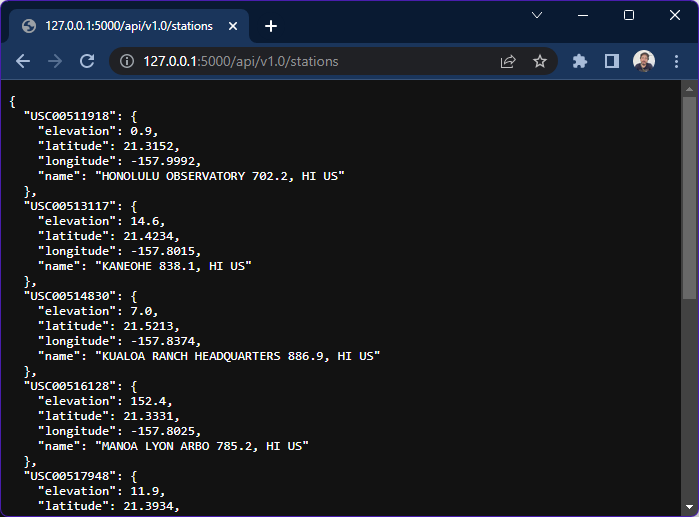 127.0.0.1:5000/api/v1.0/stations
127.0.0.1:5000/api/v1.0/stations
{
  "USC00511918": {
    "elevation": 0.9,
    "latitude": 21.3152,
    "longitude": -157.9992,
    "name": "HONOLULU OBSERVATORY 702.2, HI US"
  },
  "USC00513117": {
    "elevation": 14.6,
    "latitude": 21.4234,
    "longitude": -157.8015,
    "name": "KANEOHE 838.1, HI US"
  },
  "USC00514830": {
    "elevation": 7.0,
    "latitude": 21.5213,
    "longitude": -157.8374,
    "name": "KUALOA RANCH HEADQUARTERS 886.9, HI US"
  },
  "USC00516128": {
    "elevation": 152.4,
    "latitude": 21.3331,
    "longitude": -157.8025,
    "name": "MANOA LYON ARBO 785.2, HI US"
  },
  "USC00517948": {
    "elevation": 11.9,
    "latitude": 21.3934,